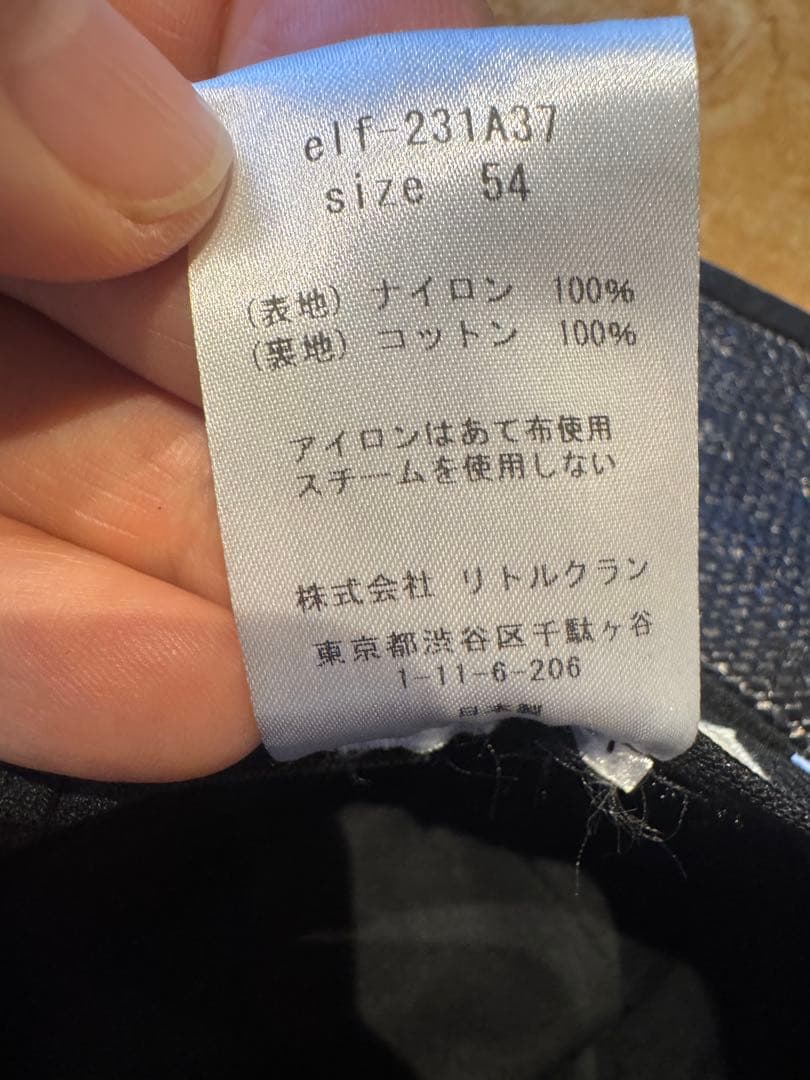 elf-231A37
size 54
(表地) ナイロン 100%
(裏地) コットン 100%
アイロンはあて布使用
スチームを使用しない
株式会社 リトルクラン
東京都渋谷区千駄ヶ谷
1-11-6-206
日本製